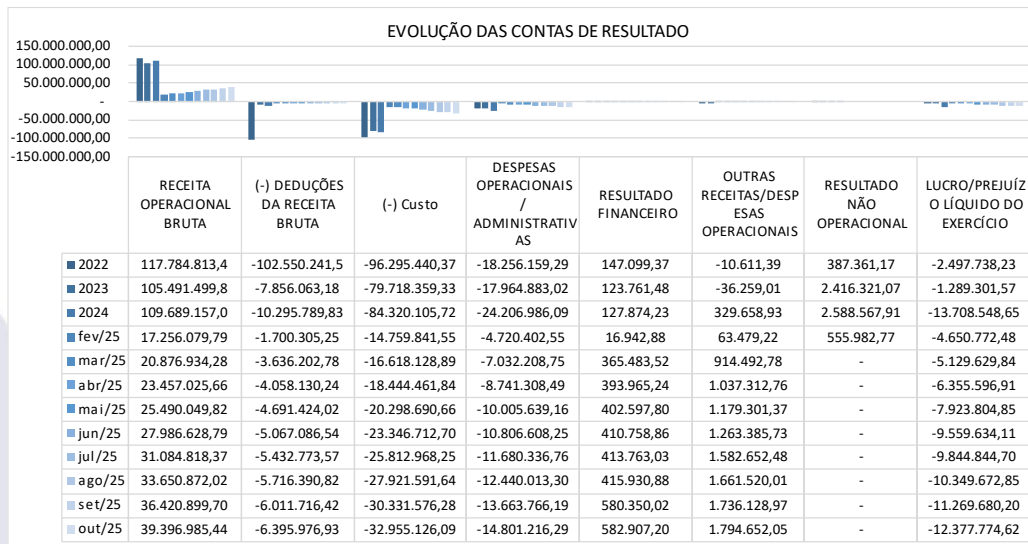 EVOLUÇÃO DAS CONTAS DE RESULTADO
150.000.000,00
100.000.000,00
50.000.000,00
-
-50.000.000,00
-100.000.000,00
-150.000.000,00
RECEITA OPERACIONAL BRUTA
(-) DEDUÇÕES DA RECEITA BRUTA
(-) Custo
DESPESAS OPERACIONAIS / ADMINISTRATIV AS
RESULTADO FINANCEIRO
OUTRAS RECEITAS/DESP ESAS OPERACIONAIS
RESULTADO NÃO OPERACIONAL
LUCRO/PREJUÍZ O LÍQUIDO DO EXERCÍCIO
2022 117.784.813,4 -102.550.241,5 -96.295.440,37 -18.256.159,29 147.099,37 -10.611,39 387.361,17 -2.497.738,23
2023 105.491.499,8 -7.856.063,18 -79.718.359,33 -17.964.883,02 123.761,48 -36.259,01 2.416.321,07 -1.289.301,57
2024 109.689.157,0 -10.295.789,83 -84.320.105,72 -24.206.986,09 127.874,23 329.658,93 2.588.567,91 -13.708.548,65
fev/25 17.256.079,79 -1.700.305,25 -14.759.841,55 -4.720.402,55 16.942,88 63.479,22 555.982,77 -4.650.772,48
mar/25 20.876.934,28 -3.636.202,78 -16.618.128,89 -7.032.208,75 365.483,52 914.492,78 - -5.129.629,84
abr/25 23.457.025,66 -4.058.130,24 -18.444.461,84 -8.741.308,49 393.965,24 1.037.312,76 - -6.355.596,91
mai/25 25.490.049,82 -4.691.424,02 -20.298.690,66 -10.005.639,16 402.597,80 1.179.301,37 - -7.923.804,85
jun/25 27.986.628,79 -5.067.086,54 -23.346.712,70 -10.806.608,25 410.758,86 1.263.385,73 - -9.559.634,11
jul/25 31.084.818,37 -5.432.773,57 -25.812.968,25 -11.680.336,76 413.763,03 1.582.652,48 - -9.844.844,70
ago/25 33.650.872,02 -5.716.390,82 -27.921.591,64 -12.440.013,30 415.930,88 1.661.520,01 - -10.349.672,85
set/25 36.420.899,70 -6.011.716,42 -30.331.576,28 -13.663.766,19 580.350,02 1.736.128,97 - -11.269.680,20
out/25 39.396.985,44 -6.395.976,93 -32.955.126,09 -14.801.216,29 582.907,20 1.794.652,05 - -12.377.774,62